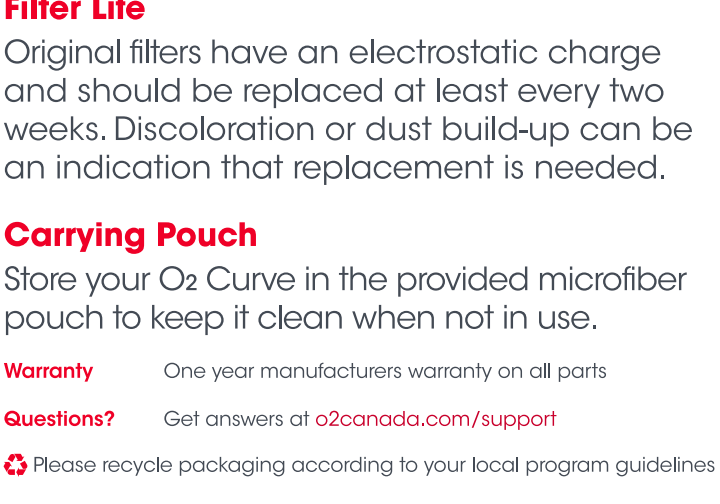 Filter Life
Original filters have an electrostatic charge
and should be replaced at least every two
weeks. Discoloration or dust build-up can be
an indication that replacement is needed.
Carrying Pouch
Store your O2 Curve in the provided microfiber
pouch to keep it clean when not in use.
Warranty One year manufacturers warranty on all parts
Questions? Get answers at o2canada.com/support
Please recycle packaging according to your local program guidelines